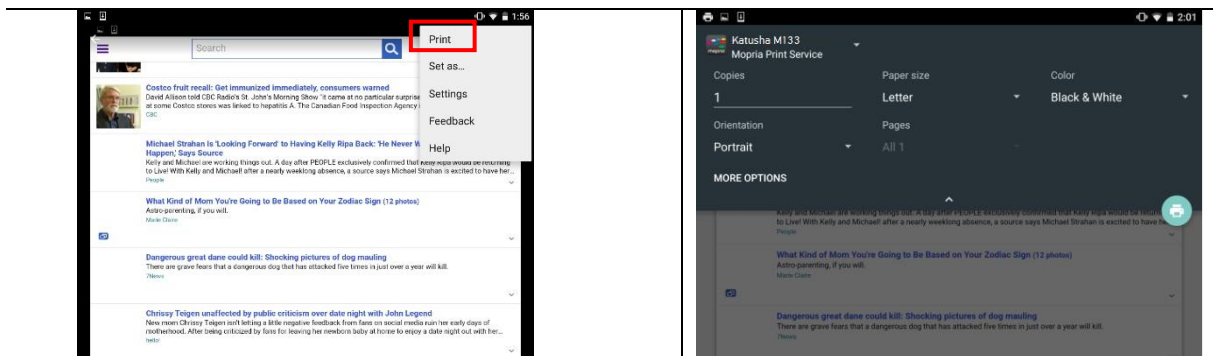 1:56
Search
Print
Set as...
Settings
Feedback
Help
Costco fruit recall: Get immunized immediately, consumers warned
David Allison told CBC Radio's St. John's Morning Show "it came at no particular surprise
at some Costco stores was linked to hepatitis A. The Canadian Food Inspection Agency
CBC
Michael Strahan Is 'Looking Forward' to Having Kelly Ripa Back: 'He Never W
Happen,' Says Source
Kelly and Michael are working things out. A day after PEOPLE exclusively confirmed that Kelly Ripa would be returning
to Live! With Kelly and Michael! after a nearly weeklong absence, a source says Michael Strahan is excited to have her...
People
What Kind of Mom You're Going to Be Based on Your Zodiac Sign (12 photos)
Astro-parenting, if you will.
Marie Claire
Dangerous great dane could kill: Shocking pictures of dog mauling
There are grave fears that a dangerous dog that has attacked five times in just over a year will kill.
7News
Chrissy Teigen unaffected by public criticism over date night with John Legend
New mom Chrissy Teigen isn't letting a little negative feedback from fans on social media ruin her early days of
motherhood. After being criticized by fans for leaving her newborn baby at home to enjoy a date night out with her...
hello!
2:01
Katusha M133
mopria Mopria Print Service
Copies Paper size Color
1 Letter Black & White
Orientation Pages
Portrait All 1
MORE OPTIONS
Kelly and Michael are working things out. A day after PEOPLE exclusively confirmed that Kelly Ripa would be return
to Live! With Kelly and Michael! after a nearly weeklong absence, a source says Michael Strahan is excited to have
People
What Kind of Mom You're Going to Be Based on Your Zodiac Sign (12 photos)
Astro-parenting, if you will.
Marie Claire
Dangerous great dane could kill: Shocking pictures of dog mauling
There are grave fears that a dangerous dog that has attacked five times in just over a year will kill.
7News